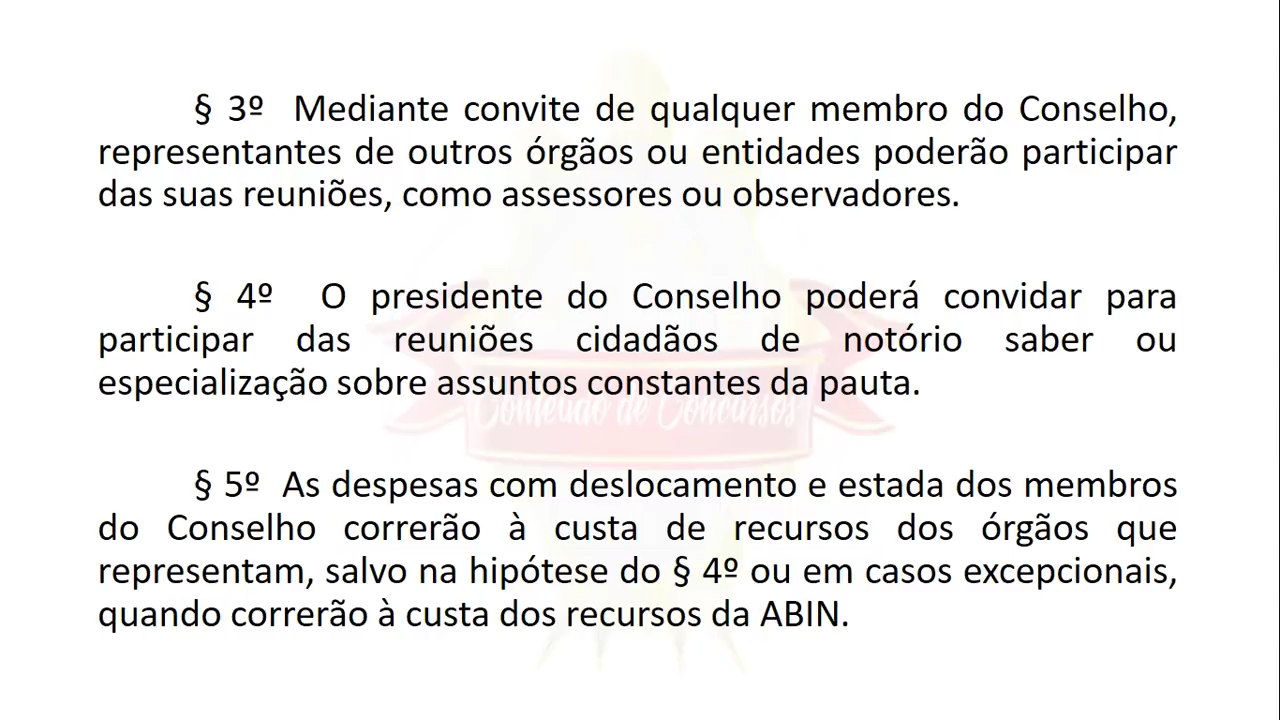 § 3º Mediante convite de qualquer membro do Conselho,
representantes de outros órgãos ou entidades poderão participar
das suas reuniões, como assessores ou observadores.
§ 4º O presidente do Conselho poderá convidar para
participar das reuniões cidadãos de notório saber ou
especialização sobre assuntos constantes da pauta.
Conteúdo de Concursos
§ 5º As despesas com deslocamento e estada dos membros
do Conselho correrão à custa de recursos dos órgãos que
representam, salvo na hipótese do § 4º ou em casos excepcionais,
quando correrão à custa dos recursos da ABIN.